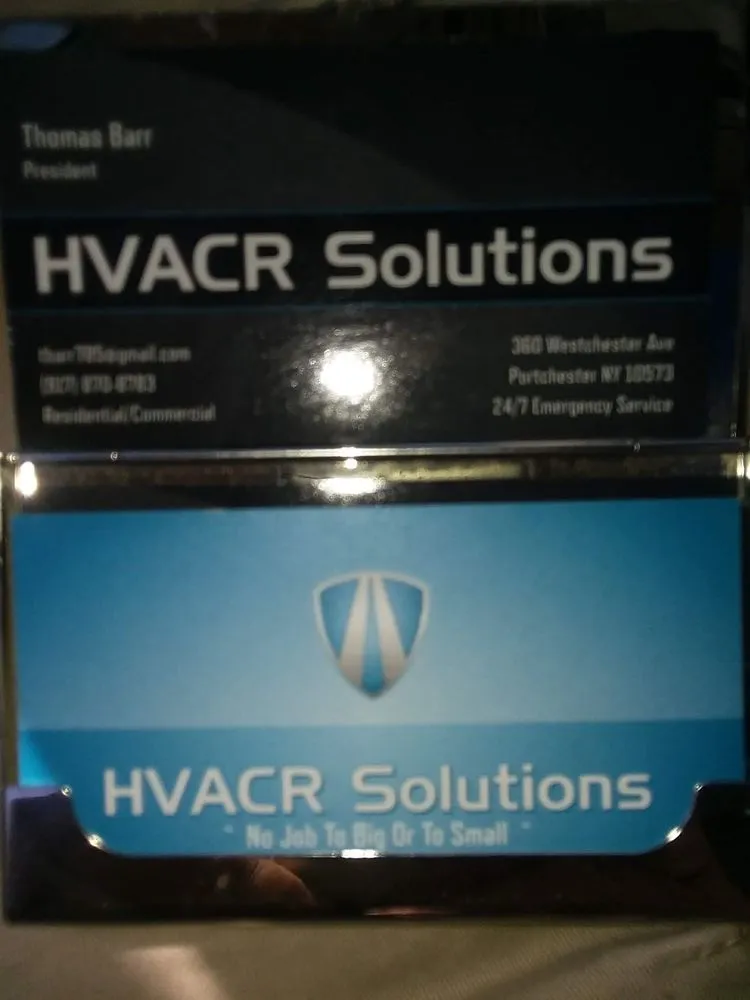 Thomas Barr
President
HVACR Solutions
Residential/Commercial
360 Westchester Ave
Portchester NY 10573
24/7 Emergency Service
HVACR Solutions
" No Job To Big Or To Small "